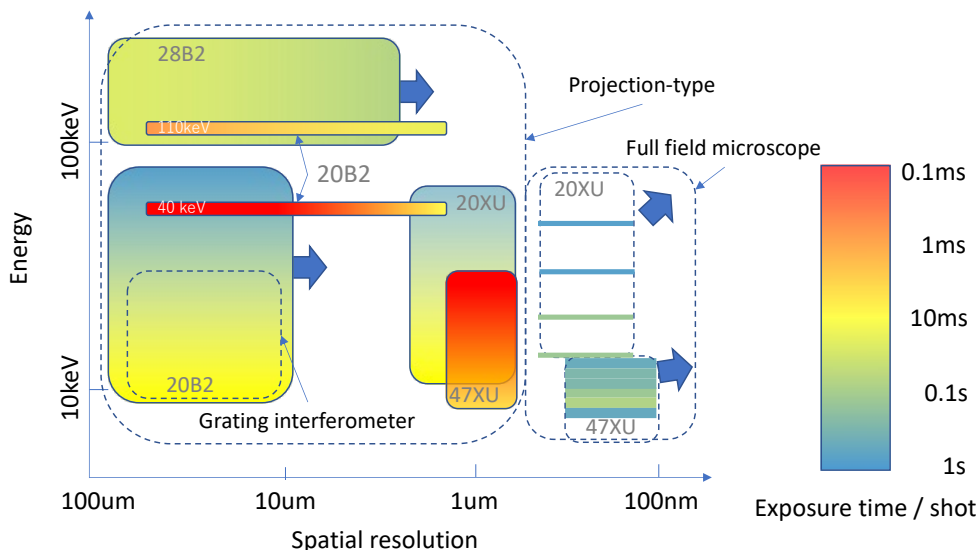 28B2
Projection-type
110keV
Full field microscope
100keV
20B2
0.1ms
20XU
20XU
40 keV
1ms
Energy
10ms
20B2
47XU
0.1s
10keV
Grating interferometer
47XU
1s
100um
10um
1um
100nm
Exposure time / shot
Spatial resolution